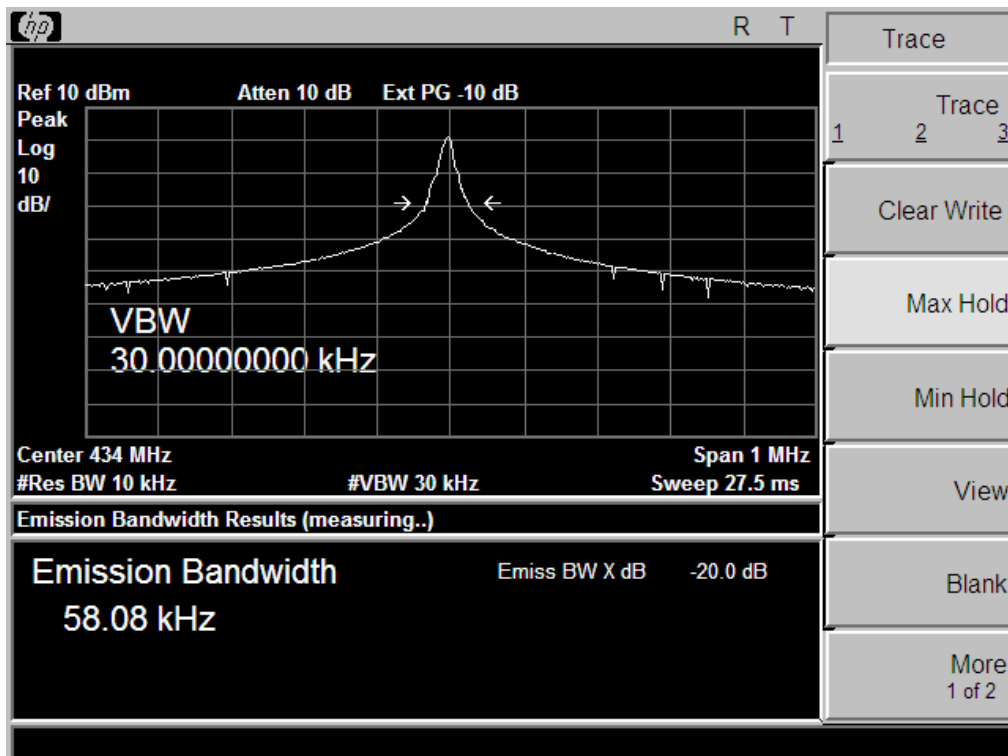 hp
R T
Trace
Ref 10 dBm Atten 10 dB Ext PG -10 dB
Peak
Log
10
dB/
VBW
30.00000000 kHz
Center 434 MHz Span 1 MHz
#Res BW 10 kHz #VBW 30 kHz Sweep 27.5 ms
Emission Bandwidth Results (measuring..)
Emission Bandwidth Emiss BW X dB -20.0 dB
58.08 kHz
Trace
1 2 3
Clear Write
Max Hold
Min Hold
View
Blank
More
1 of 2